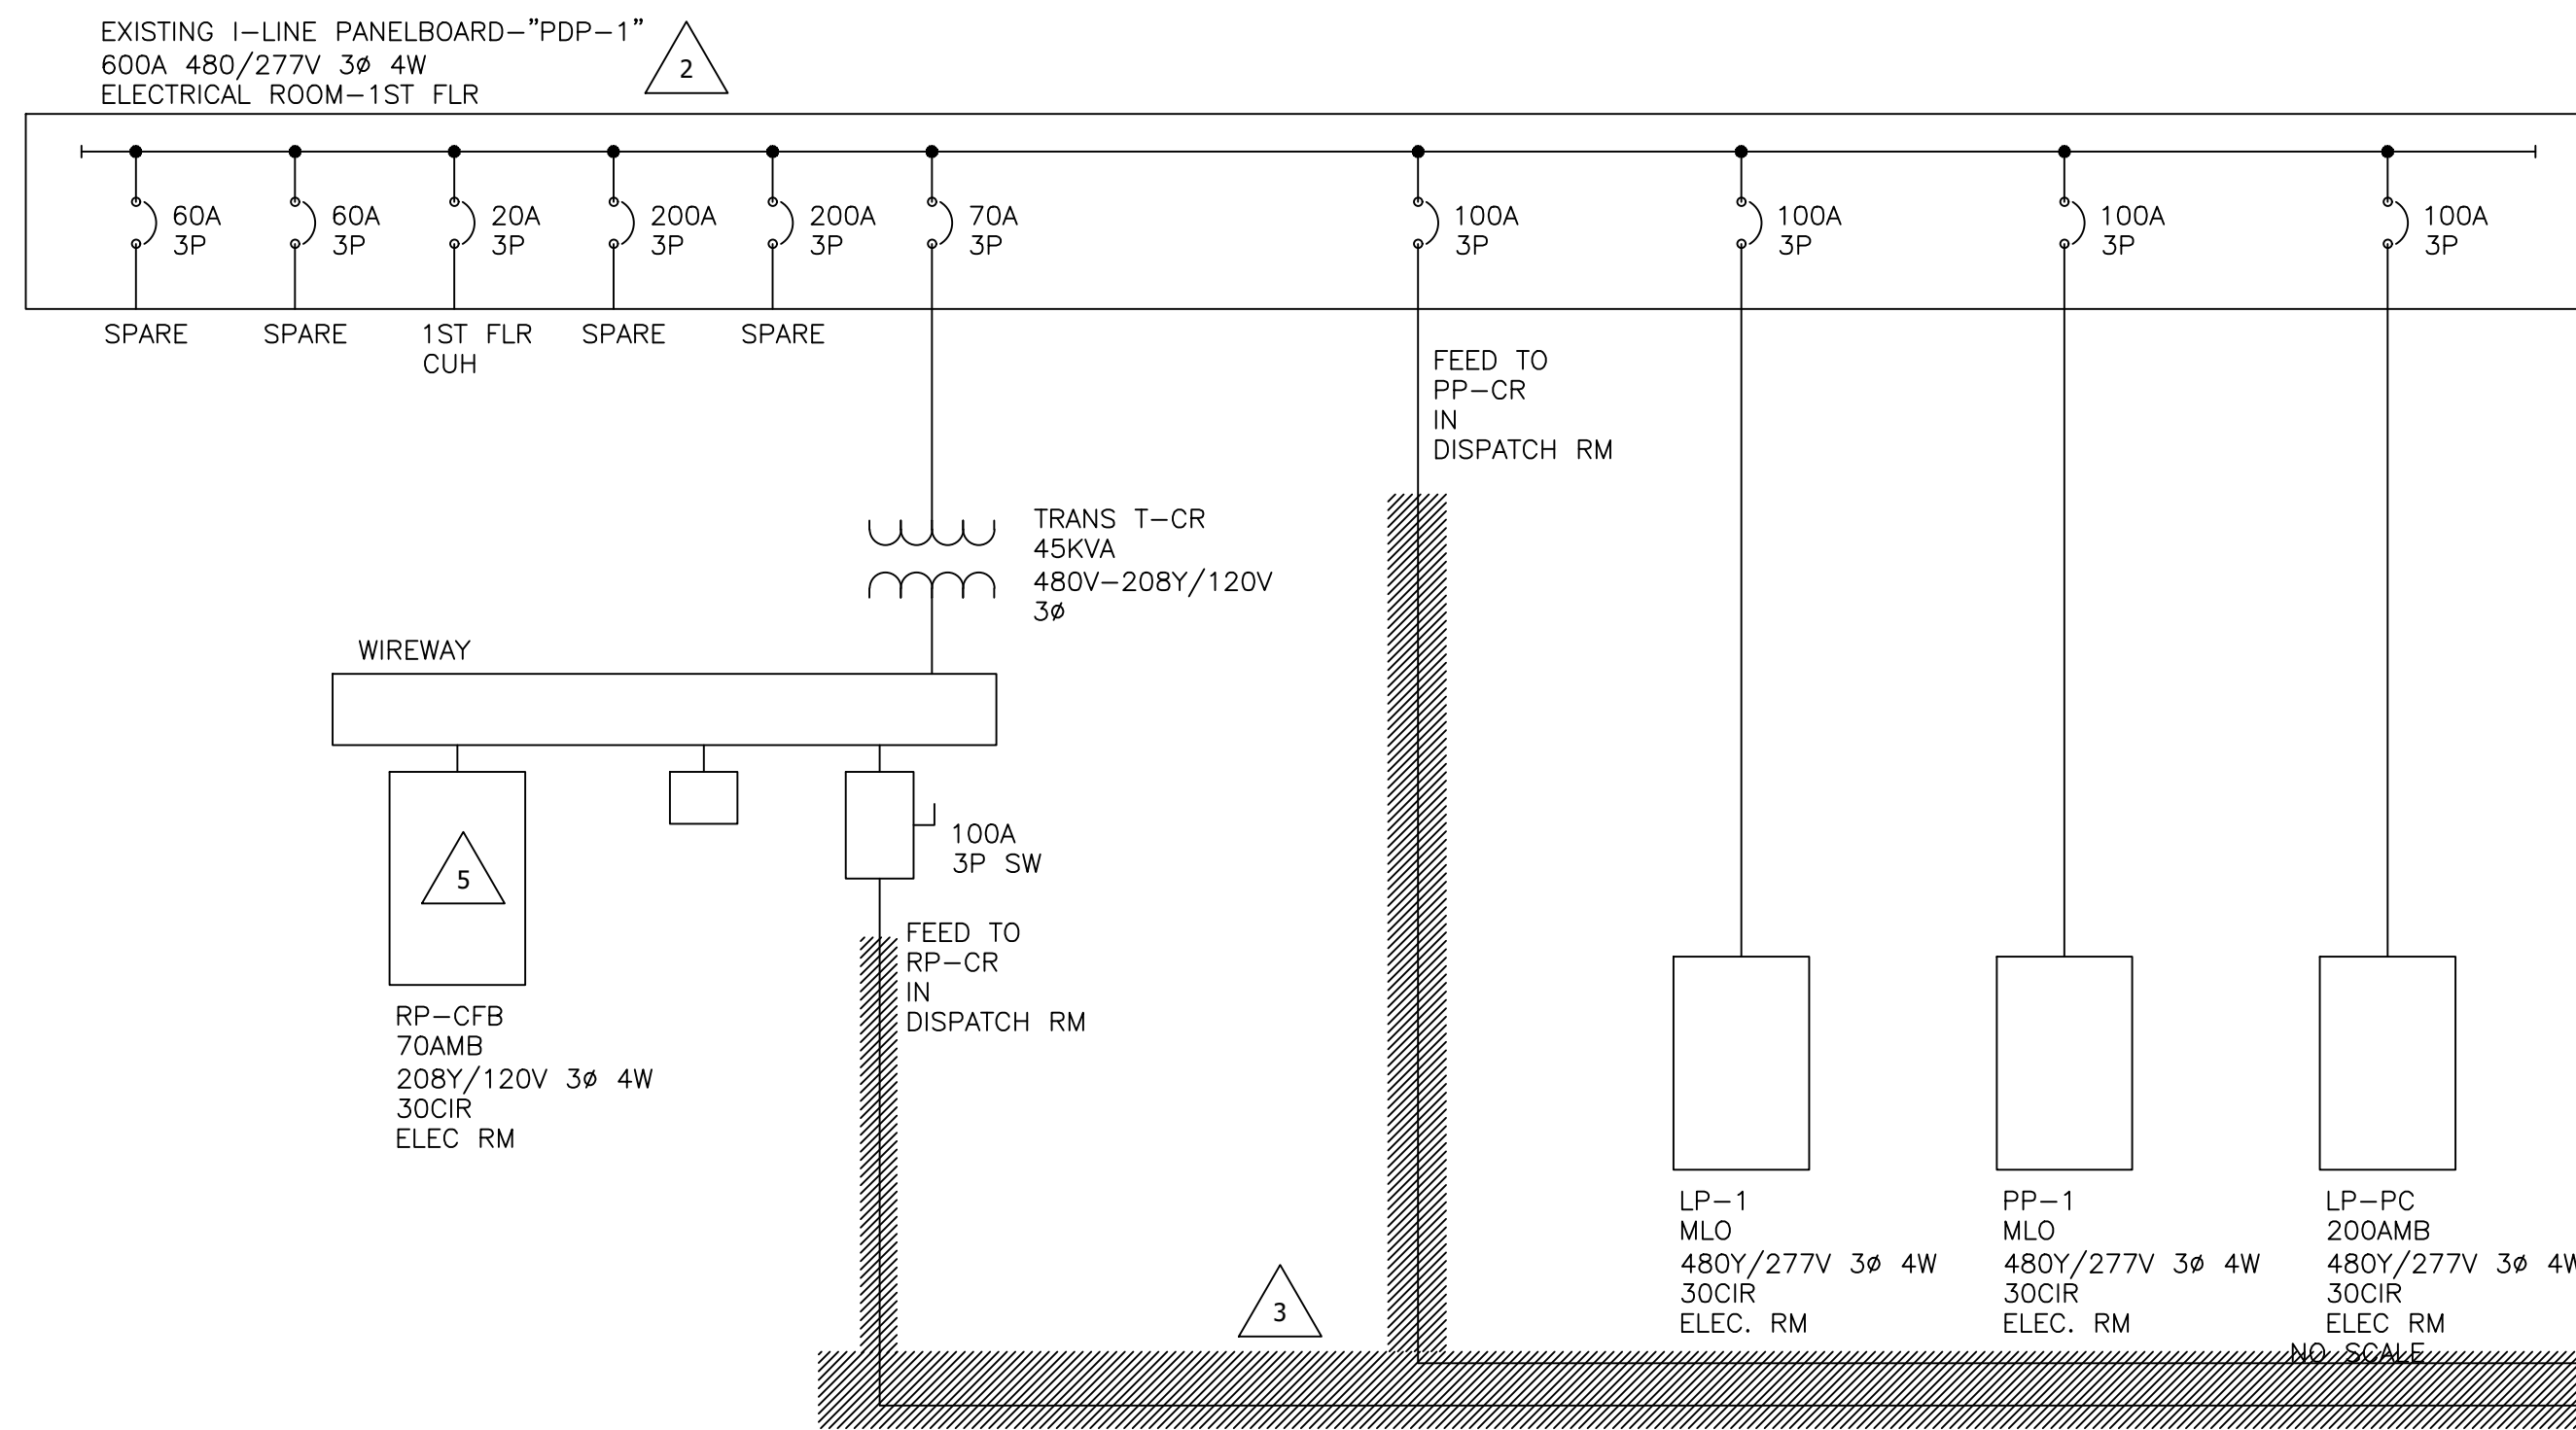 EXISTING I-LINE PANELBOARD-"PDP-1"
600A 480/277V 3ø 4W
ELECTRICAL ROOM-1ST FLR
2
60A
3P
60A
3P
20A
3P
200A
3P
200A
3P
70A
3P
100A
3P
100A
3P
100A
3P
100A
3P
SPARE
SPARE
1ST FLR
CUH
SPARE
SPARE
FEED TO
PP-CR
IN
DISPATCH RM
TRANS T-CR
45KVA
480V-208Y/120V
3ø
WIREWAY
5
100A
3P SW
FEED TO
RP-CR
IN
DISPATCH RM
RP-CFB
70AMB
208Y/120V 3ø 4W
30CIR
ELEC RM
3
LP-1
MLO
480Y/277V 3ø 4W
30CIR
ELEC. RM
PP-1
MLO
480Y/277V 3ø 4W
30CIR
ELEC. RM
LP-PC
200AMB
480Y/277V 3ø 4W
30CIR
ELEC RM
NO SCALE